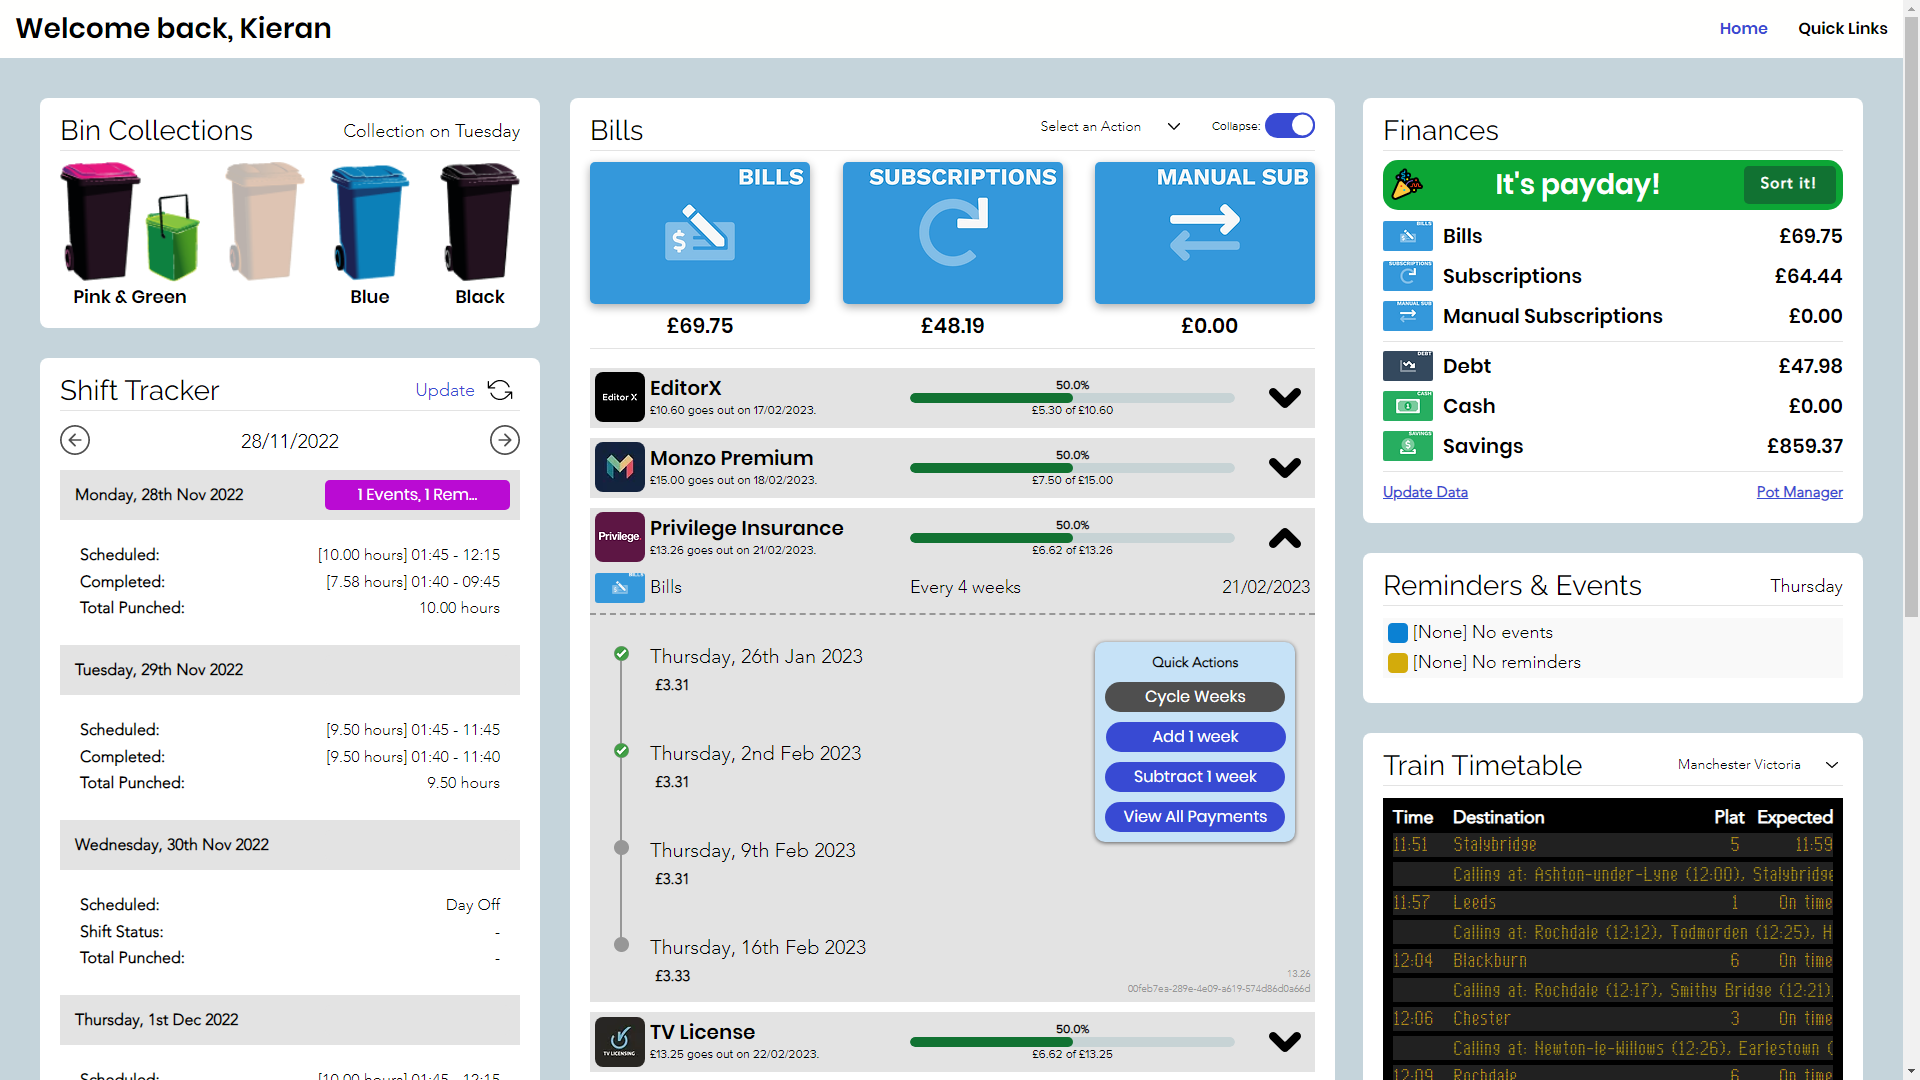 Welcome back, Kieran
Home
Quick Links
Bin Collections
Collection on Tuesday
Pink & Green
Blue
Black
Shift Tracker
Update
28/11/2022
Monday, 28th Nov 2022
1 Events, 1 Rem...
Scheduled: [10.00 hours] 01:45 - 12:15
Completed: [7.58 hours] 01:40 - 09:45
Total Punched: 10.00 hours
Tuesday, 29th Nov 2022
Scheduled: [9.50 hours] 01:45 - 11:45
Completed: [9.50 hours] 01:40 - 11:40
Total Punched: 9.50 hours
Wednesday, 30th Nov 2022
Scheduled: Day Off
Shift Status: -
Total Punched: -
Thursday, 1st Dec 2022
Scheduled: [10.00 hours] 01:45 - 12:15
Bills
Select an Action
Collapse:
BILLS
SUBSCRIPTIONS
MANUAL SUB
£69.75
£48.19
£0.00
Editor X
EditorX
£10.60 goes out on 17/02/2023.
50.0%
£5.30 of £10.60
Monzo Premium
£15.00 goes out on 18/02/2023.
50.0%
£7.50 of £15.00
Privilege.
Privilege Insurance
£13.26 goes out on 21/02/2023.
50.0%
£6.62 of £13.26
BILLS
Bills
Every 4 weeks
21/02/2023
Thursday, 26th Jan 2023
£3.31
Thursday, 2nd Feb 2023
£3.31
Thursday, 9th Feb 2023
£3.31
Thursday, 16th Feb 2023
£3.33
Quick Actions
Cycle Weeks
Add 1 week
Subtract 1 week
View All Payments
13.26
00feb7ea-289e-4e09-a619-574d86d0a66d
TV LICENSING
TV License
£13.25 goes out on 22/02/2023.
50.0%
£6.62 of £13.25
Finances
It's payday!
Sort it!
BILLS
Bills £69.75
SUBSCRIPTIONS
Subscriptions £64.44
MANUAL SUB
Manual Subscriptions £0.00
DEBT
Debt £47.98
CASH
Cash £0.00
SAVINGS
Savings £859.37
Update Data
Pot Manager
Reminders & Events
Thursday
[None] No events
[None] No reminders
Train Timetable
Manchester Victoria
Time Destination Plat Expected
11:51 Stalybridge 5 11:59
Calling at: Ashton-under-Lyne (12:00), Stalybridge
11:57 Leeds 1 On time
Calling at: Rochdale (12:12), Todmorden (12:25), H
12:04 Blackburn 6 On time
Calling at: Rochdale (12:17), Smithy Bridge (12:21)
12:06 Chester 3 On time
Calling at: Newton-le-Willows (12:26), Earlestown (
12:09 Rochdale 6 On time